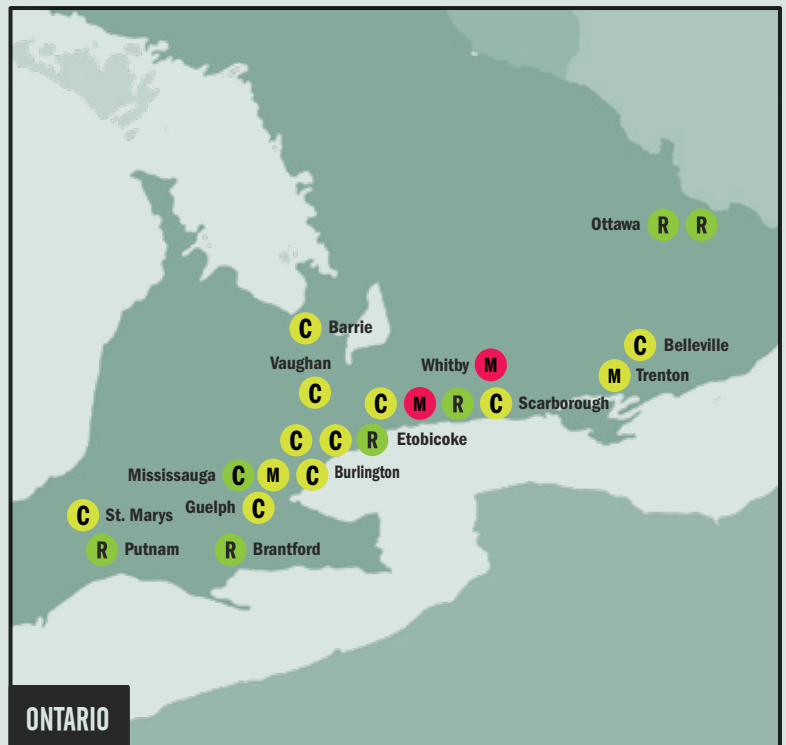 Ottawa R R
C Barrie
C Belleville
Vaughan
Whitby M
M Trenton
C
C M R C Scarborough
C C R Etobicoke
Mississauga C M C Burlington
Guelph C
C St. Marys
R Putnam
R Brantford
ONTARIO